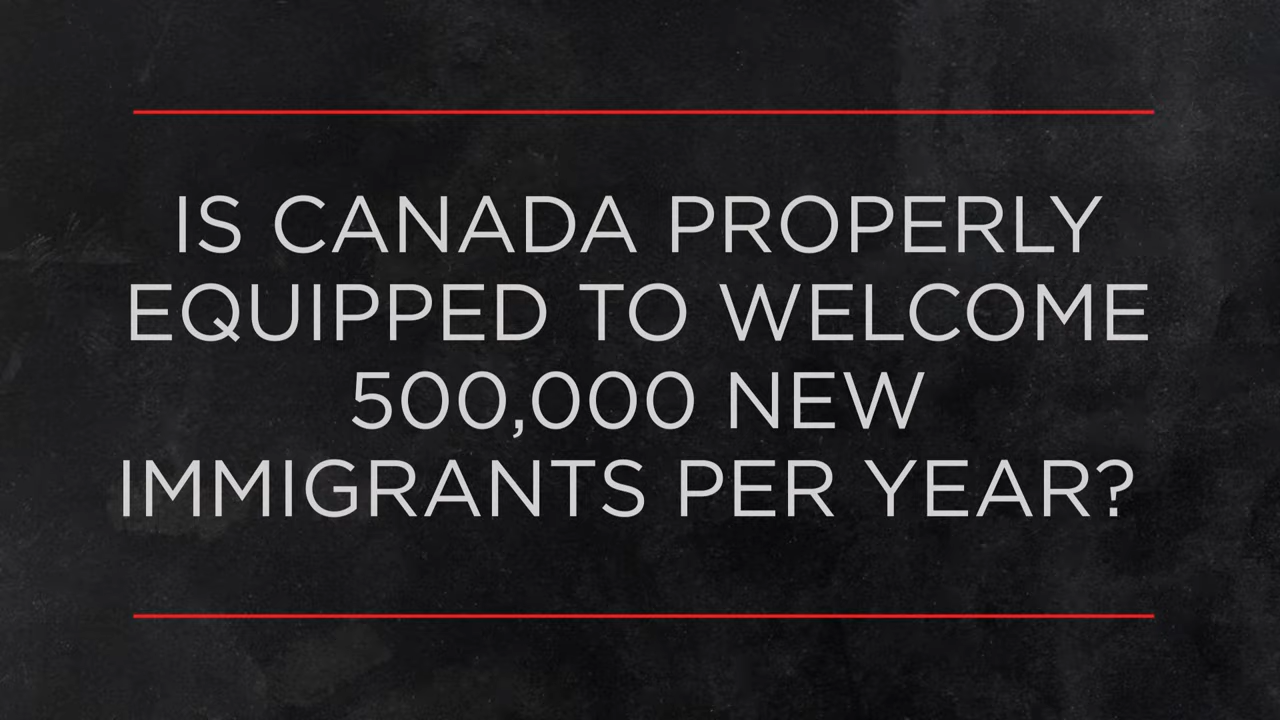 IS CANADA PROPERLY
EQUIPPED TO WELCOME
500,000 NEW
IMMIGRANTS PER YEAR?